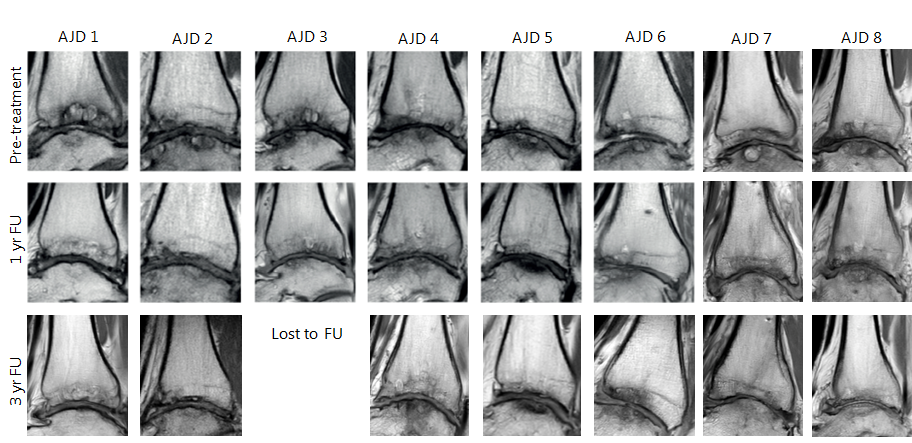 AJD 1 AJD 2 AJD 3 AJD 4 AJD 5 AJD 6 AJD 7 AJD 8
Pre-treatment
1 yr FU
3 yr FU
Lost to FU